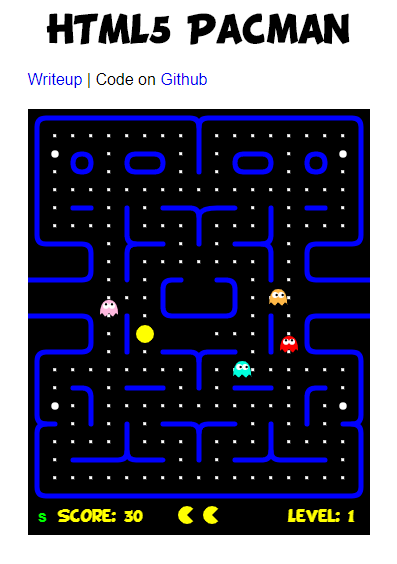 HTML5 PACMAN
Writeup | Code on Github
s SCORE: 30 LEVEL: 1